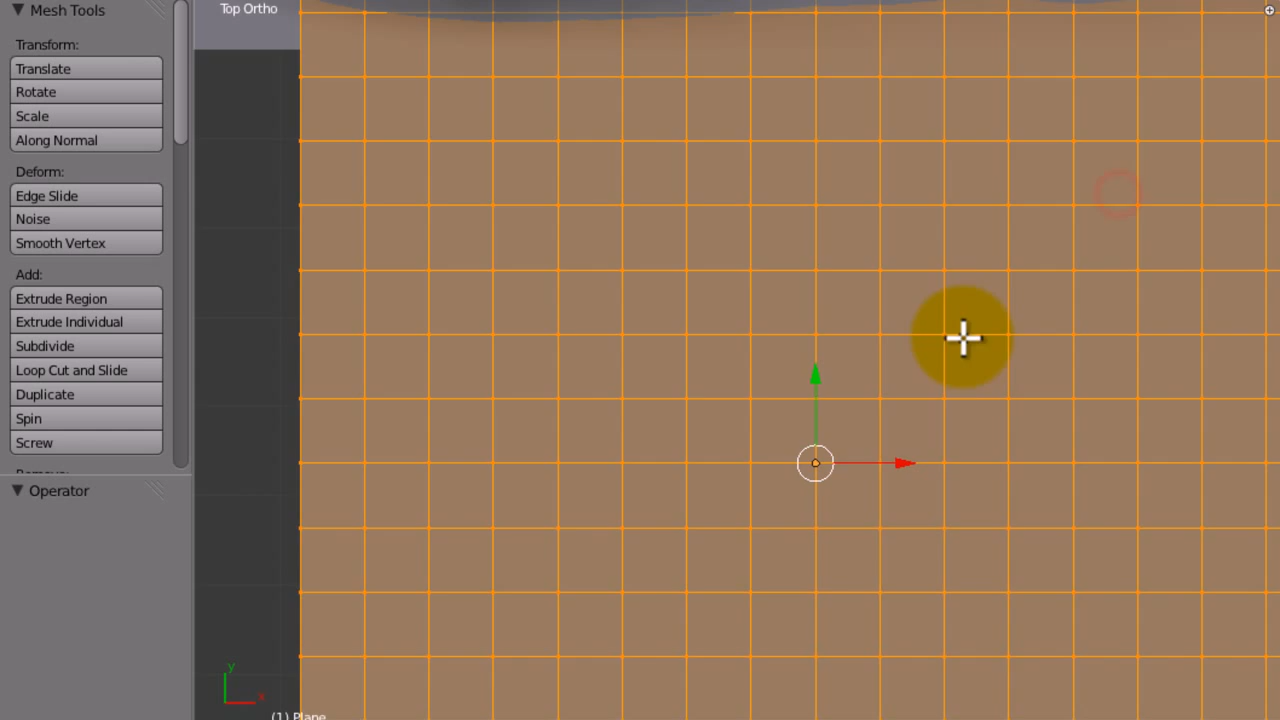 Mesh Tools
Top Ortho
Transform:
Translate
Rotate
Scale
Along Normal
Deform:
Edge Slide
Noise
Smooth Vertex
Add:
Extrude Region
Extrude Individual
Subdivide
Loop Cut and Slide
Duplicate
Spin
Screw
Operator
y
x
(1) Plane